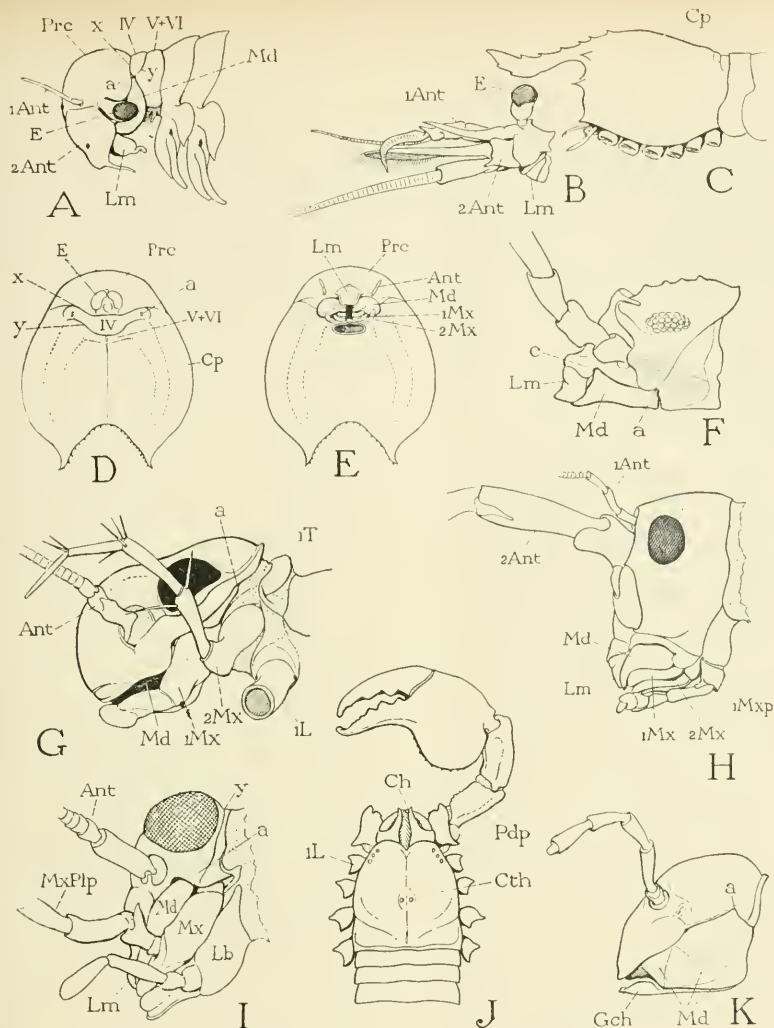 Prc x IV V+VI
y
Md
a
1Ant
E
2Ant
Lm
A
Cp
E
1Ant
2Ant
Lm
B
C
Prc
E
x
a
IV
y
V+VI
Cp
D
Lm
Prc
Ant
Md
1Mx
2Mx
E
c
Lm
Md
a
F
a
1T
Ant
Md
1Mx
2Mx
1L
G
1Ant
2Ant
Md
Lm
1Mx
2Mx
1Mxp
H
Ant
y
a
MxPlp
Md
Mx
Lb
Lm
I
Ch
Pdp
1L
Cth
J
a
Gch
Md
K